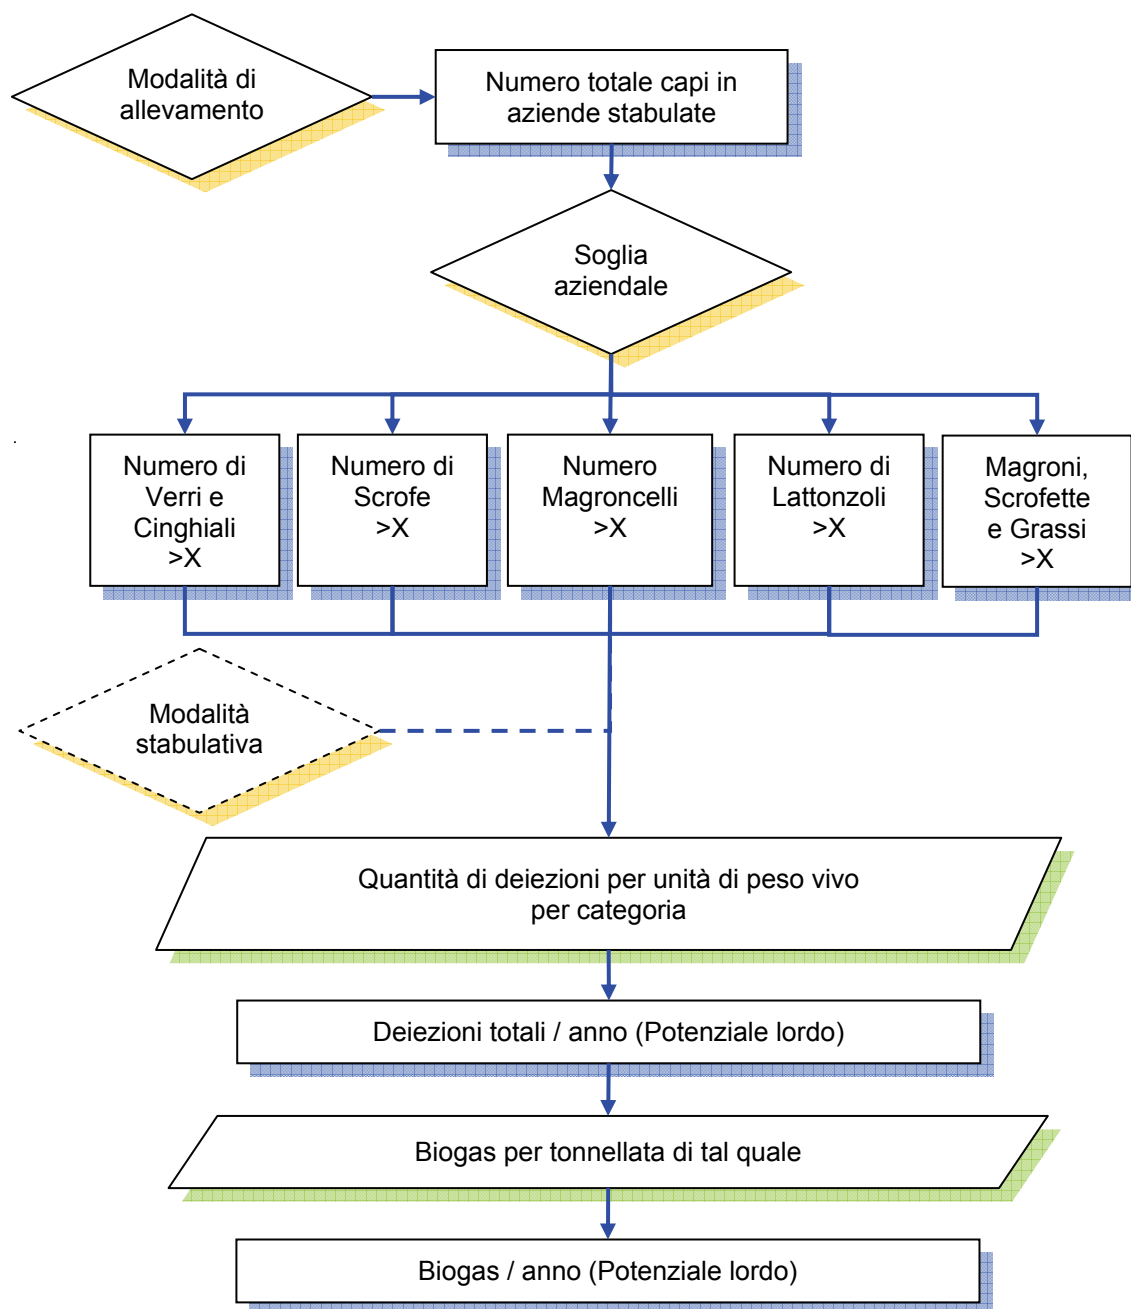 Modalità di
allevamento
Numero totale capi in
aziende stabulate
Soglia
aziendale
Numero di
Verri e
Cinghiali
>X
Numero di
Scrofe
>X
Numero
Magroncelli
>X
Numero di
Lattonzoli
>X
Magroni,
Scrofette
e Grassi
>X
Modalità
stabulativa
Quantità di deiezioni per unità di peso vivo
per categoria
Deiezioni totali / anno (Potenziale lordo)
Biogas per tonnellata di tal quale
Biogas / anno (Potenziale lordo)